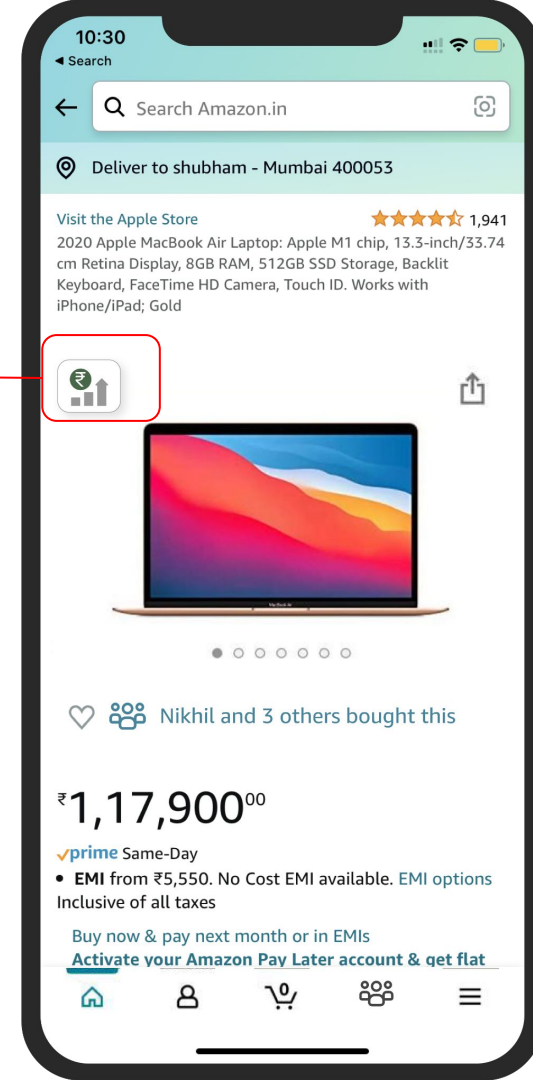 10:30
◄ Search
Search Amazon.in
Deliver to shubham - Mumbai 400053
Visit the Apple Store 1,941
2020 Apple MacBook Air Laptop: Apple M1 chip, 13.3-inch/33.74
cm Retina Display, 8GB RAM, 512GB SSD Storage, Backlit
Keyboard, FaceTime HD Camera, Touch ID. Works with
iPhone/iPad; Gold
₹
MacBook Air
Nikhil and 3 others bought this
₹1,17,90000
prime Same-Day
• EMI from ₹5,550. No Cost EMI available. EMI options
Inclusive of all taxes
Buy now & pay next month or in EMIs
Activate your Amazon Pay Later account & get flat
0